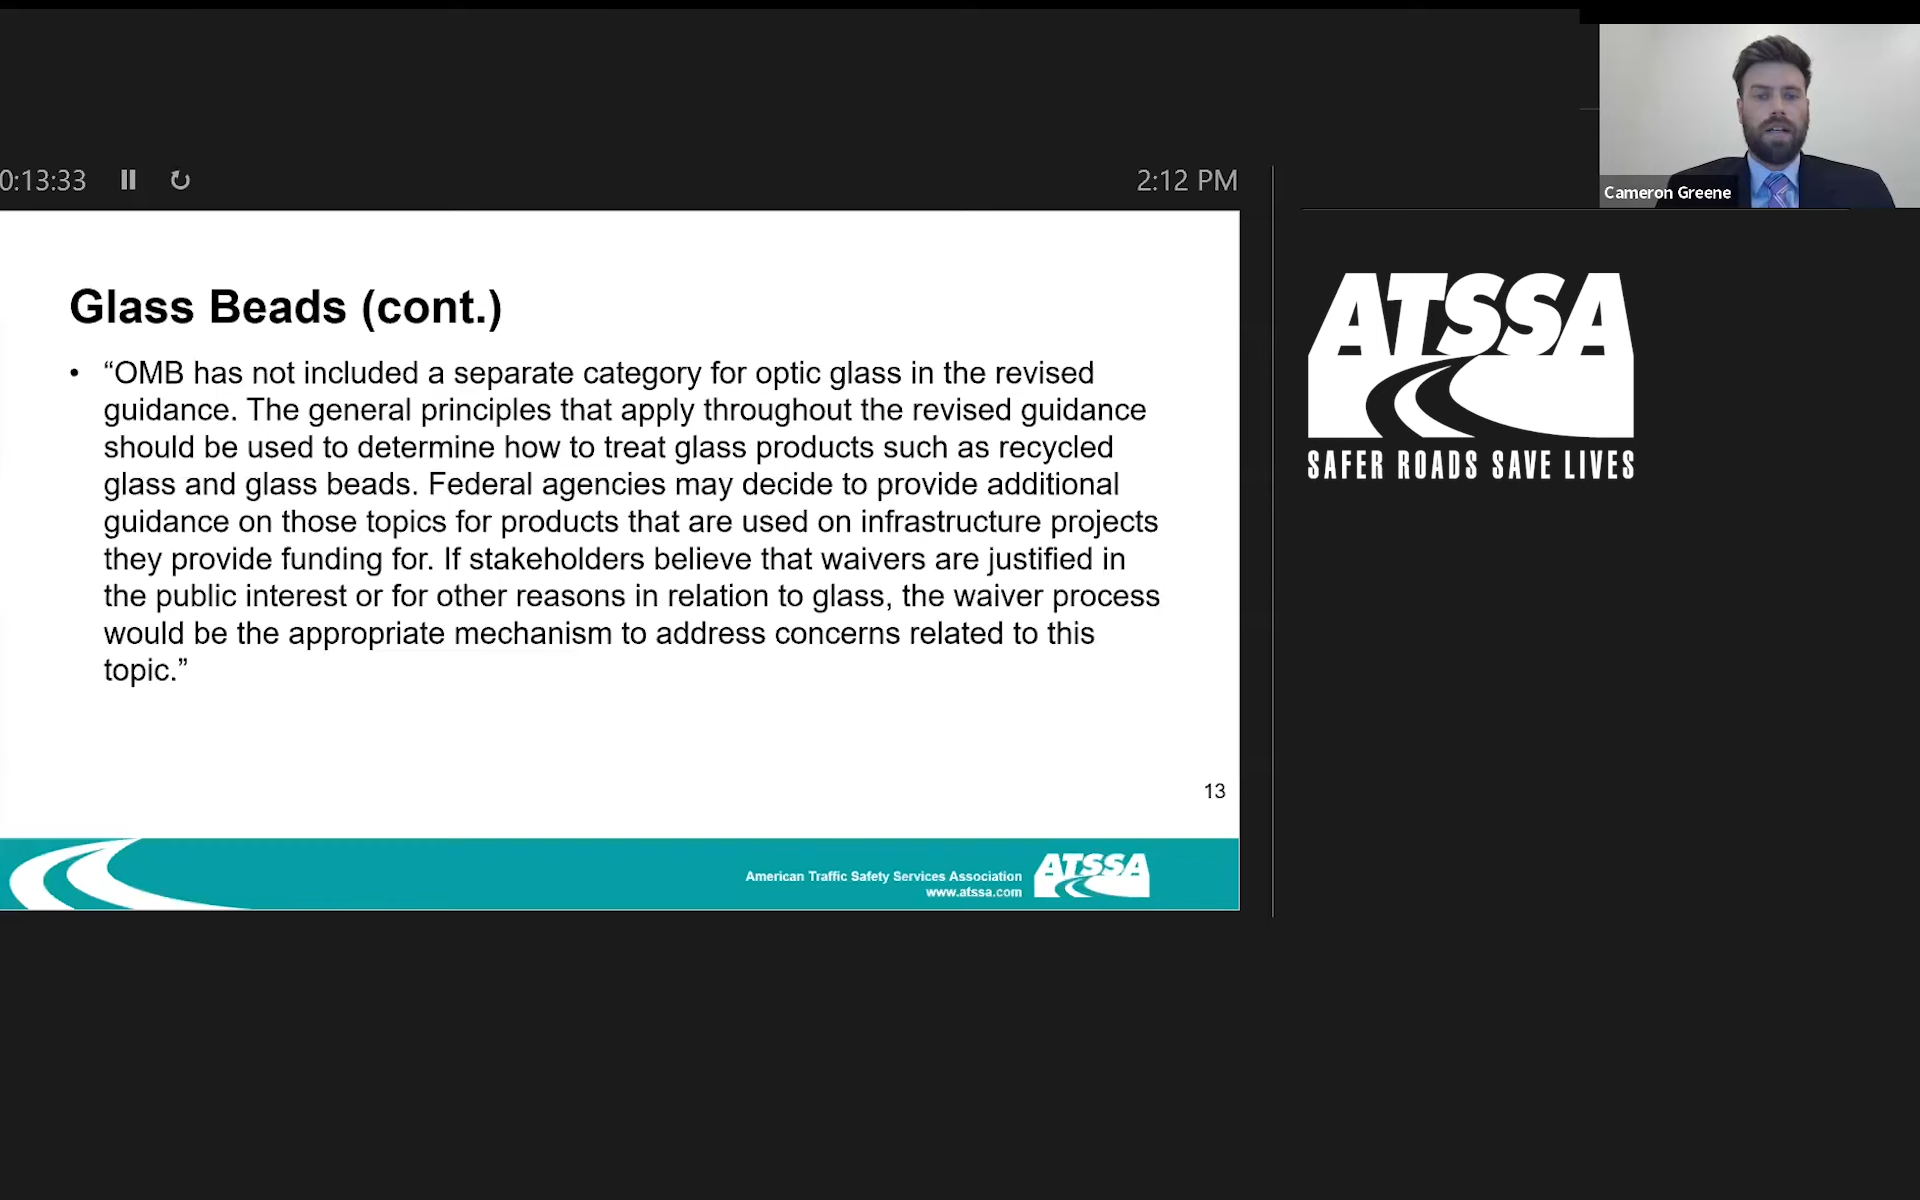 0:13:33
2:12 PM
Cameron Greene
Glass Beads (cont.)
• “OMB has not included a separate category for optic glass in the revised
guidance. The general principles that apply throughout the revised guidance
should be used to determine how to treat glass products such as recycled
glass and glass beads. Federal agencies may decide to provide additional
guidance on those topics for products that are used on infrastructure projects
they provide funding for. If stakeholders believe that waivers are justified in
the public interest or for other reasons in relation to glass, the waiver process
would be the appropriate mechanism to address concerns related to this
topic.”
13
American Traffic Safety Services Association
www.atssa.com
ATSSA
ATSSA
SAFER ROADS SAVE LIVES